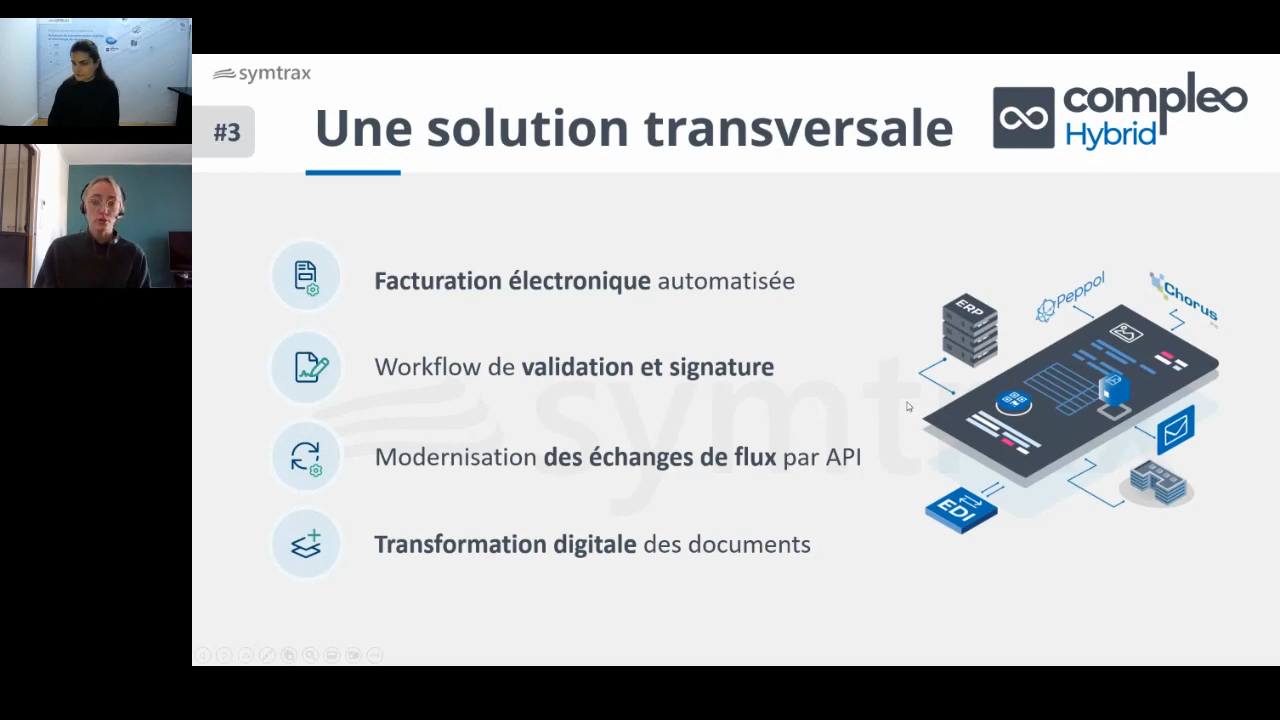 symtrax
#3
Une solution transversale
compleo
Hybrid
Facturation électronique automatisée
Workflow de validation et signature
Modernisation des échanges de flux par API
Transformation digitale des documents
ERP
Peppol
Chorus
EDI
symtrax